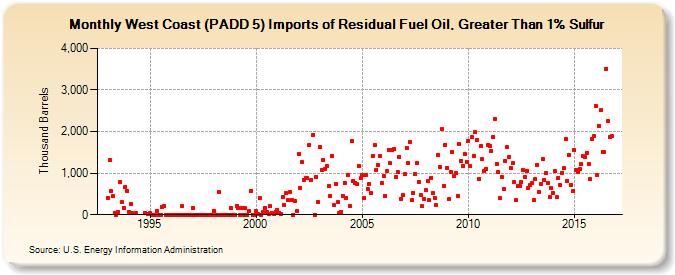 Monthly West Coast (PADD 5) Imports of Residual Fuel Oil, Greater Than 1% Sulfur
Thousand Barrels
4,000
3,000
2,000
1,000
0
1995 2000 2005 2010 2015
Source: U.S. Energy Information Administration